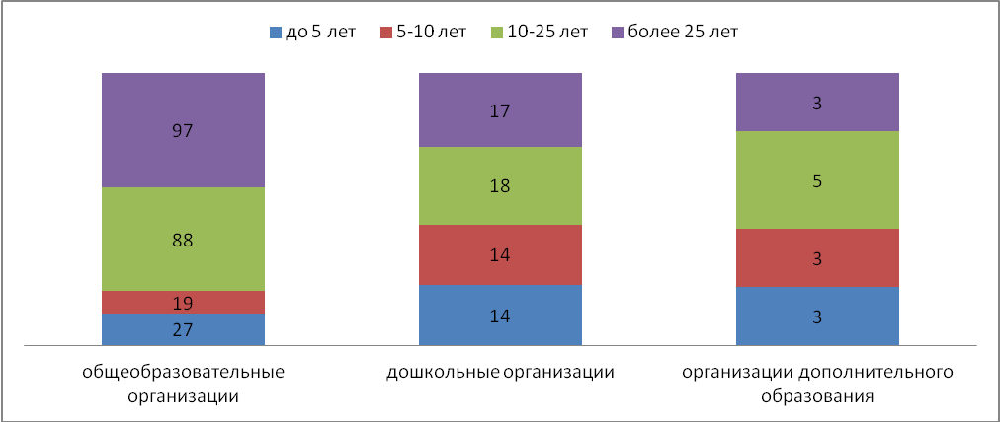 до 5 лет 5-10 лет 10-25 лет более 25 лет
97 17 3
88 18 5
19 14 3
27 14 3
общеобразовательные дошкольные организации организации дополнительного
организации образования